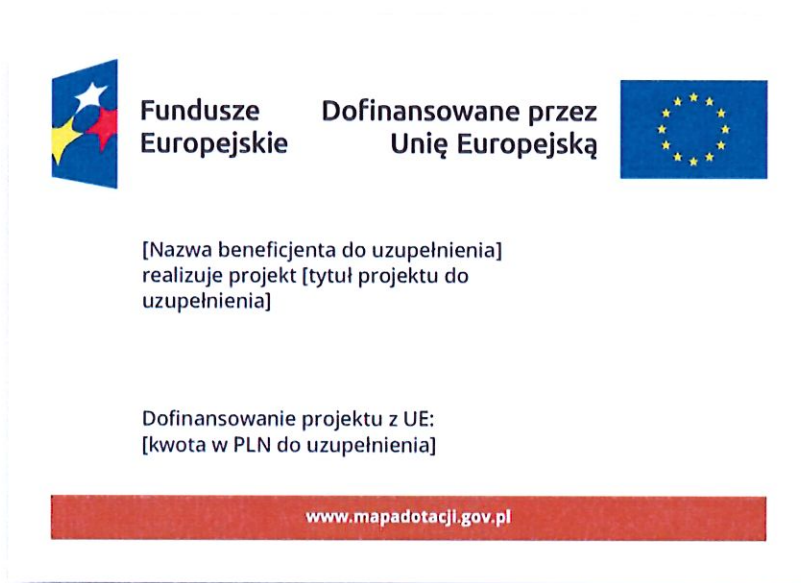 Fundusze
Europejskie
Dofinansowane przez
Unię Europejską
[Nazwa beneficjenta do uzupełnienia]
realizuje projekt [tytuł projektu do
uzupełnienia]
Dofinansowanie projektu z UE:
[kwota w PLN do uzupełnienia]
www.mapadotacji.gov.pl